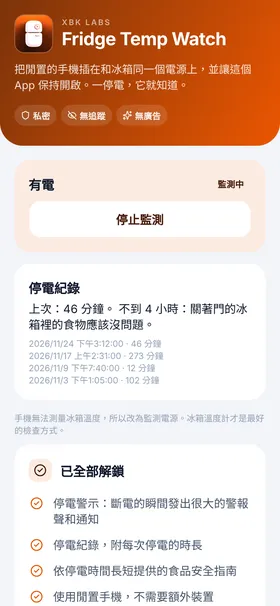 XBK LABS
Fridge Temp Watch
把閒置的手機插在和冰箱同一個電源上，並讓這個
App 保持開啟。一停電，它就知道。
私密
無追蹤
無廣告
有電
監測中
停止監測
停電紀錄
上次：46 分鐘。 不到 4 小時：關著門的冰
箱裡的食物應該沒問題。
2026/11/24 下午3:12:00 · 46 分鐘
2026/11/17 上午2:31:00 · 273 分鐘
2026/11/9 下午7:40:00 · 12 分鐘
2026/11/3 下午1:05:00 · 102 分鐘
手機無法測量冰箱溫度，所以改為監測電源。冰箱溫度計才是最好
的檢查方式。
已全部解鎖
停電警示：斷電的瞬間發出很大的警報
聲和通知
停電紀錄，附每次停電的時長
依停電時間長短提供的食品安全指南
使用閒置手機，不需要額外裝置